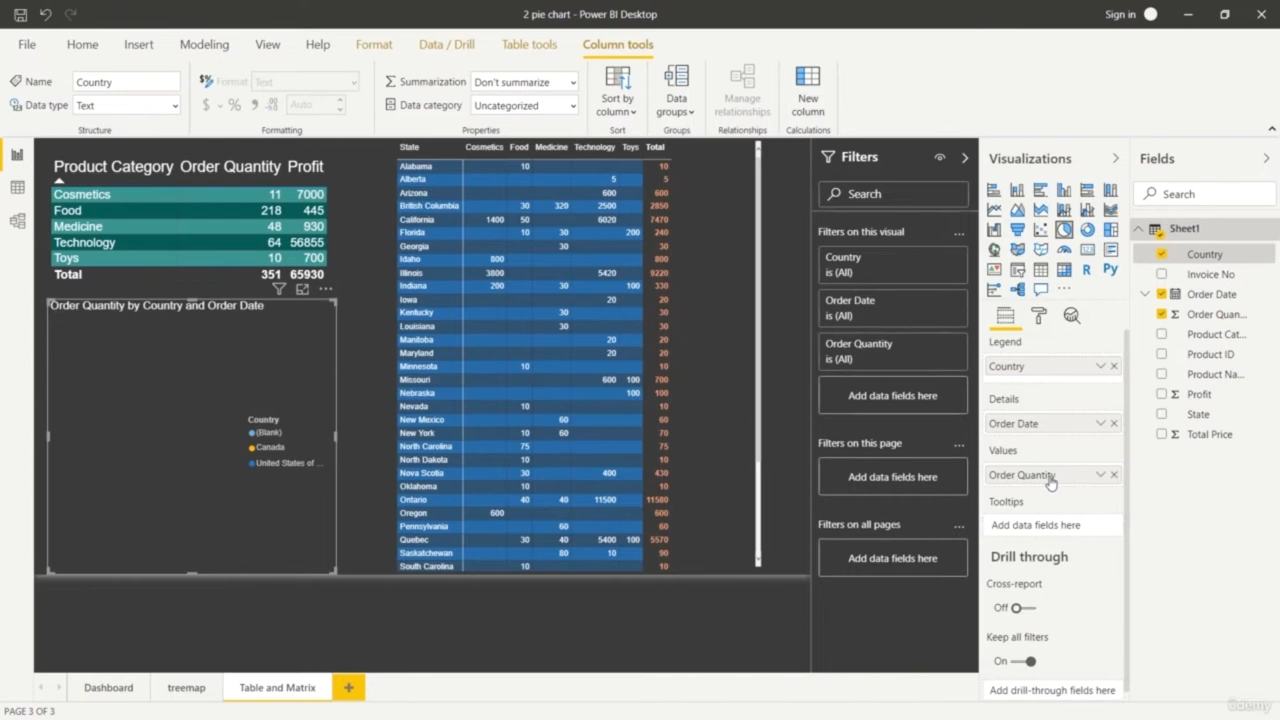 2 pie chart - Power BI Desktop
Sign in
File Home Insert Modeling View Help Format Data / Drill Table tools Column tools
Name Country
Data type Text
Structure
Format Text
$ % 9 Auto
Formatting
Summarization Don't summarize
Data category Uncategorized
Properties
Sort by column
Sort
Data groups
Groups
Manage relationships
Relationships
New column
Calculations
Product Category Order Quantity Profit
Cosmetics 11 7000
Food 218 445
Medicine 48 930
Technology 64 56855
Toys 10 700
Total 351 65930
Order Quantity by Country and Order Date
Country
(Blank)
Canada
United States of ...
State Cosmetics Food Medicine Technology Toys Total
Alabama 10 10
Alberta 5 5
Arizona 600 600
British Columbia 30 320 2500 2850
California 1400 50 6020 7470
Florida 10 30 200 240
Georgia 30 30
Idaho 800 800
Illinois 3800 5420 9220
Indiana 200 30 100 330
Iowa 20 20
Kentucky 30 30
Louisiana 30 30
Manitoba 20 20
Maryland 20 20
Minnesota 10 10
Missouri 600 100 700
Nebraska 100 100
Nevada 10 10
New Mexico 60 60
New York 10 60 70
North Carolina 75 75
North Dakota 10 10
Nova Scotia 30 400 430
Oklahoma 10 10
Ontario 40 40 11500 11580
Oregon 600 600
Pennsylvania 60 60
Quebec 30 40 5400 100 5570
Saskatchewan 80 10 90
South Carolina 10 10
Filters
Search
Filters on this visual ...
Country
is (All)
Order Date
is (All)
Order Quantity
is (All)
Add data fields here
Filters on this page ...
Add data fields here
Filters on all pages ...
Add data fields here
Visualizations
R Py
...
Legend
Country
Details
Order Date
Values
Order Quantity
Tooltips
Add data fields here
Drill through
Cross-report
Off
Keep all filters
On
Add drill-through fields here
Fields
Search
Sheet1
Country
Invoice No
Order Date
Σ Order Quan...
Product Cat...
Product ID
Product Na...
Σ Profit
State
Σ Total Price
Dashboard treemap Table and Matrix +
PAGE 3 OF 3
ûdemy